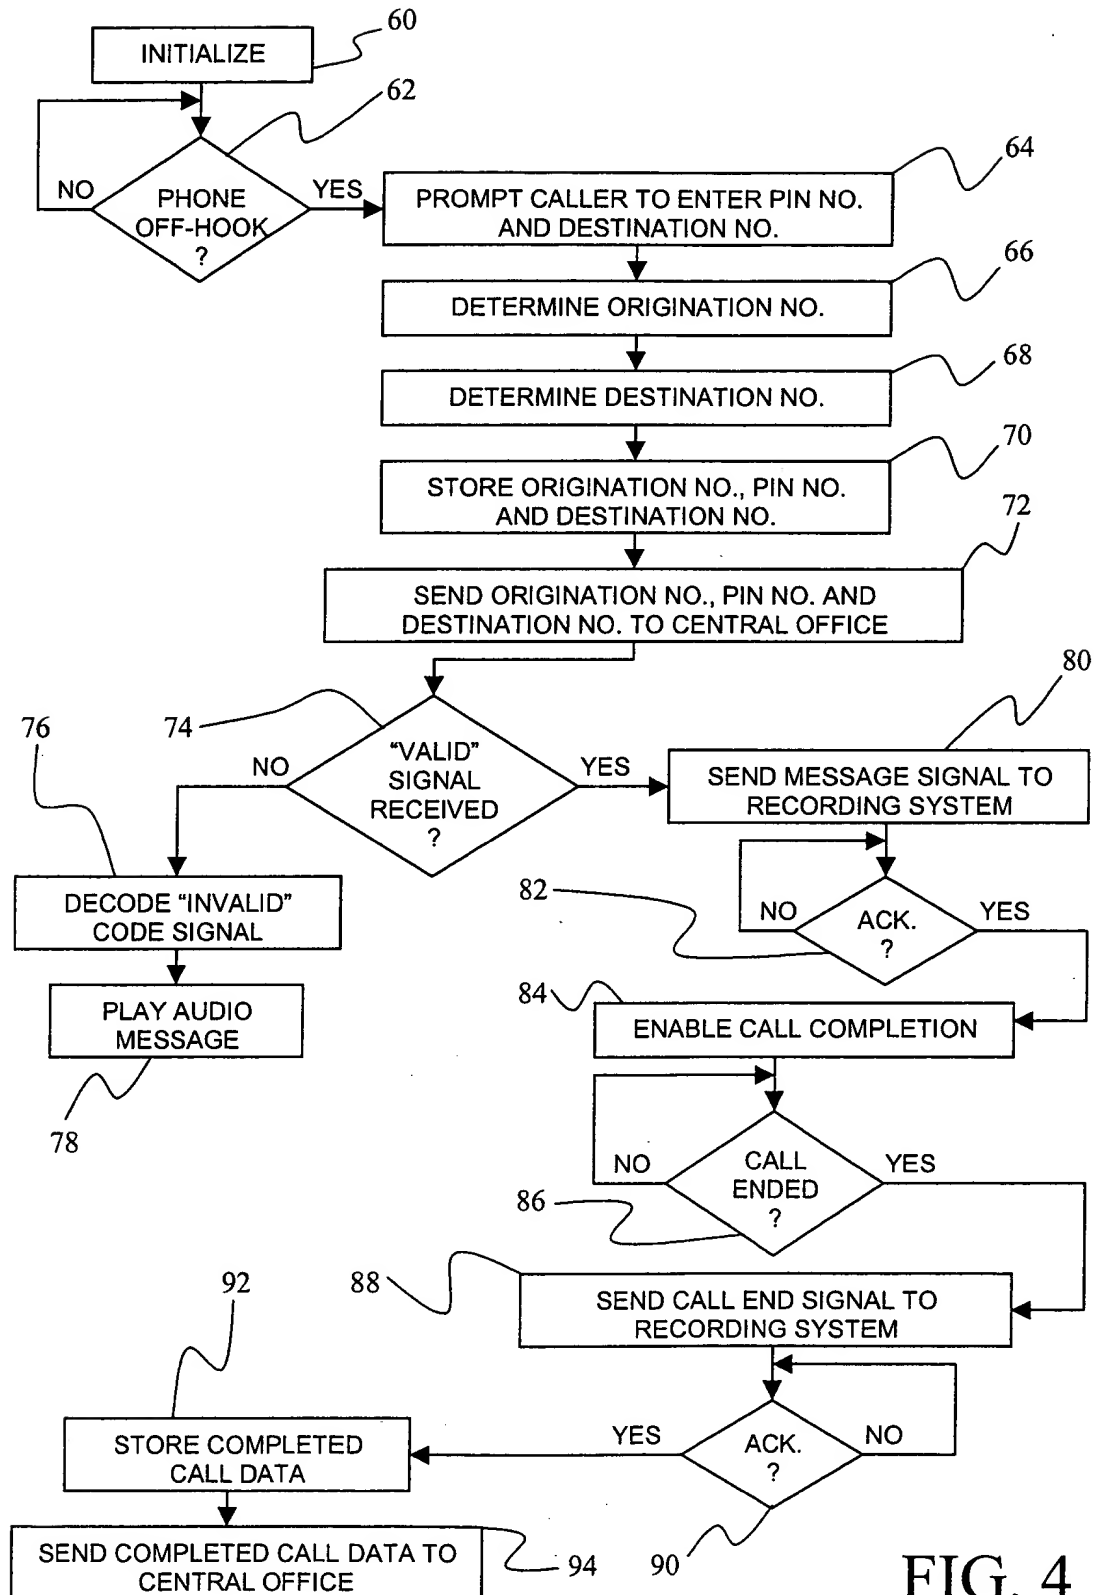 60
INITIALIZE
62
NO
PHONE
OFF-HOOK
?
YES
64
PROMPT CALLER TO ENTER PIN NO.
AND DESTINATION NO.
66
DETERMINE ORIGINATION NO.
68
DETERMINE DESTINATION NO.
70
STORE ORIGINATION NO., PIN NO.
AND DESTINATION NO.
72
SEND ORIGINATION NO., PIN NO. AND
DESTINATION NO. TO CENTRAL OFFICE
74
"VALID"
SIGNAL
RECEIVED
?
NO
YES
76
DECODE "INVALID"
CODE SIGNAL
PLAY AUDIO
MESSAGE
78
80
SEND MESSAGE SIGNAL TO
RECORDING SYSTEM
82
NO
ACK.
?
YES
84
ENABLE CALL COMPLETION
NO
CALL
ENDED
?
YES
86
88
SEND CALL END SIGNAL TO
RECORDING SYSTEM
YES
ACK.
?
NO
90
92
STORE COMPLETED
CALL DATA
SEND COMPLETED CALL DATA TO
CENTRAL OFFICE
94
FIG. 4